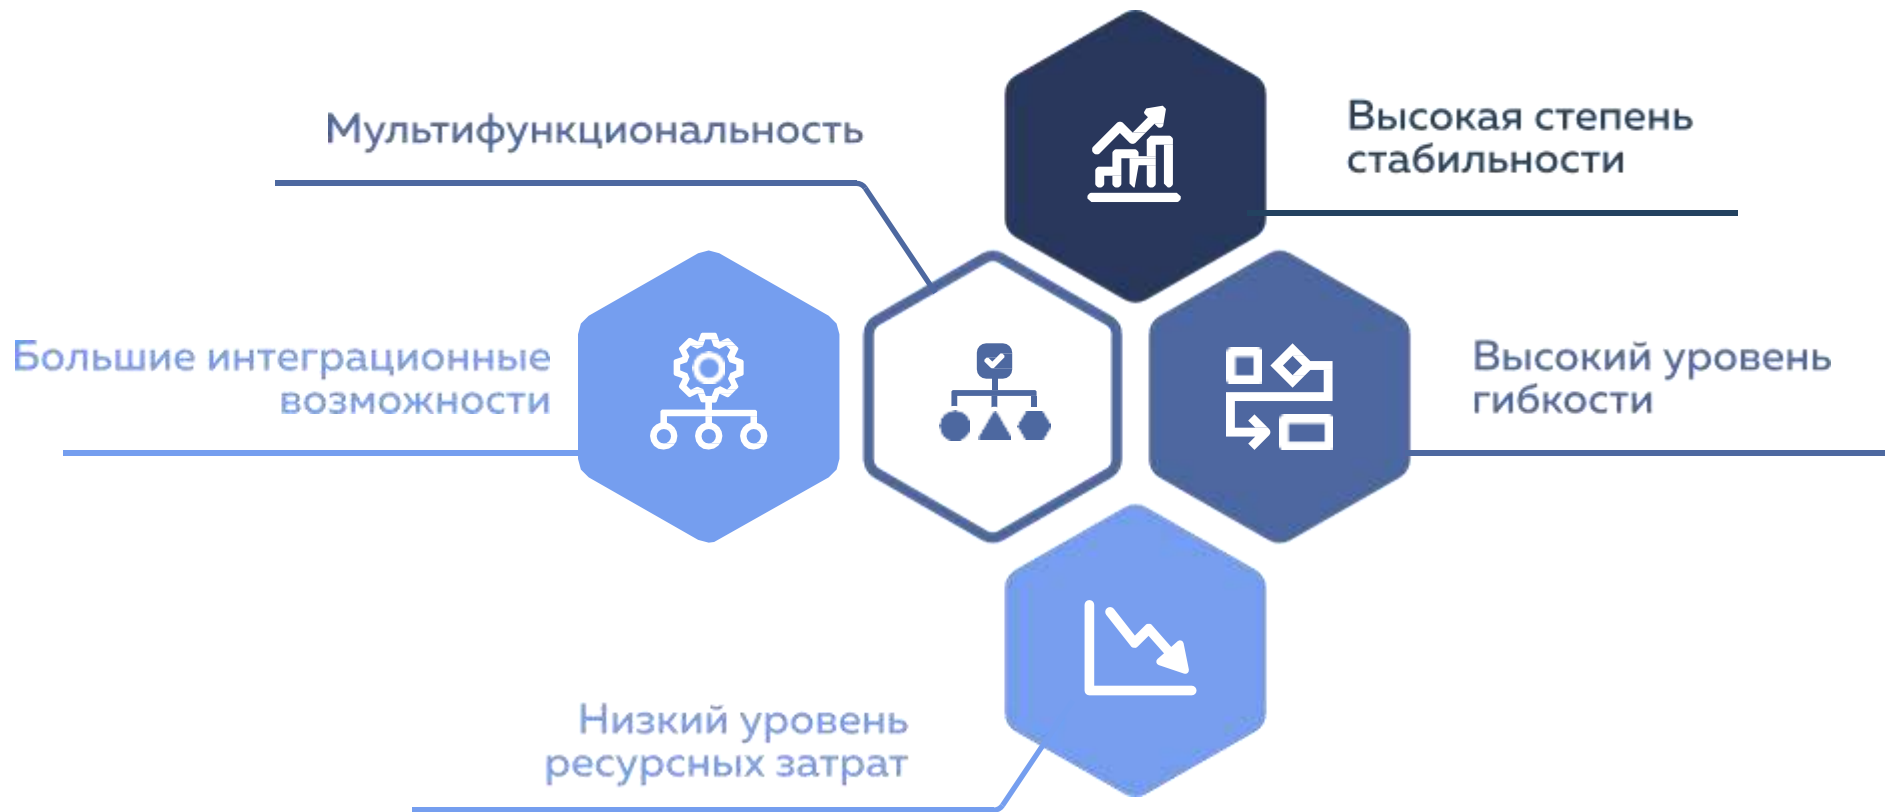 Мультифункциональность
Высокая степень
стабильности
Большие интеграционные
возможности
Высокий уровень
гибкости
Низкий уровень
ресурсных затрат